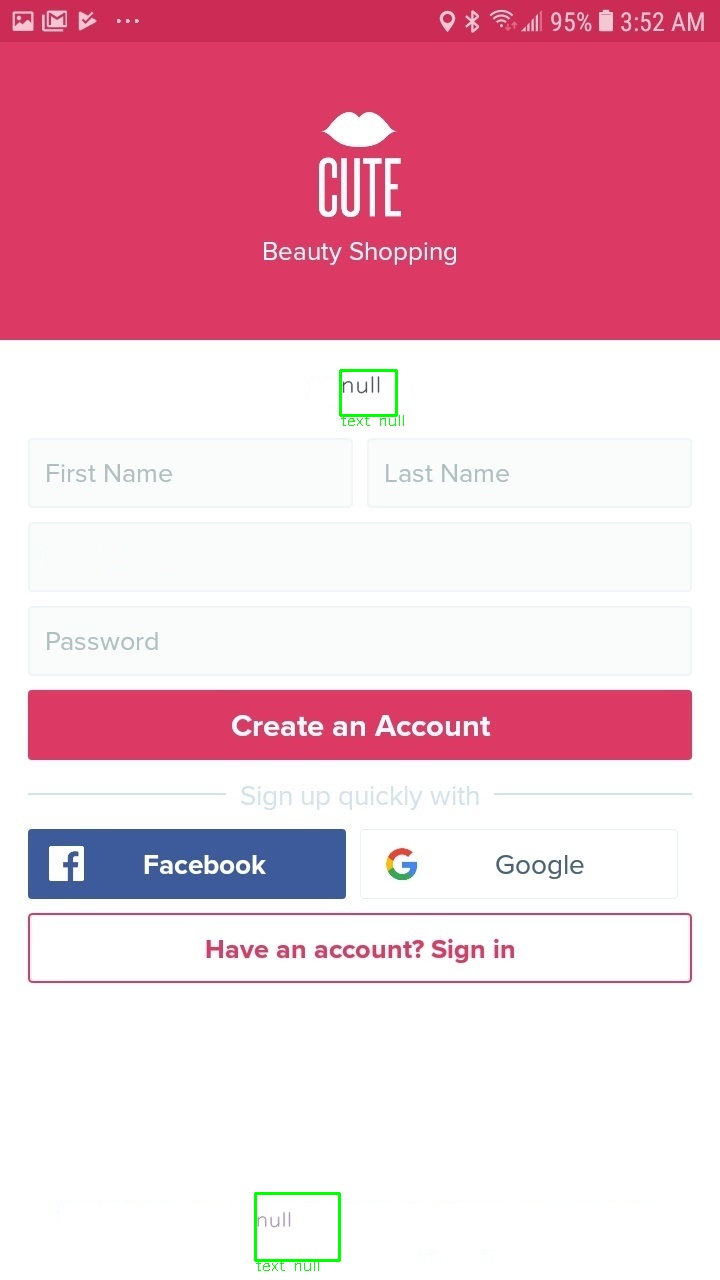 95% 3:52 AM
CUTE
Beauty Shopping
null
text null
First Name Last Name
Password
Create an Account
Sign up quickly with
Facebook Google
Have an account? Sign in
null
text null